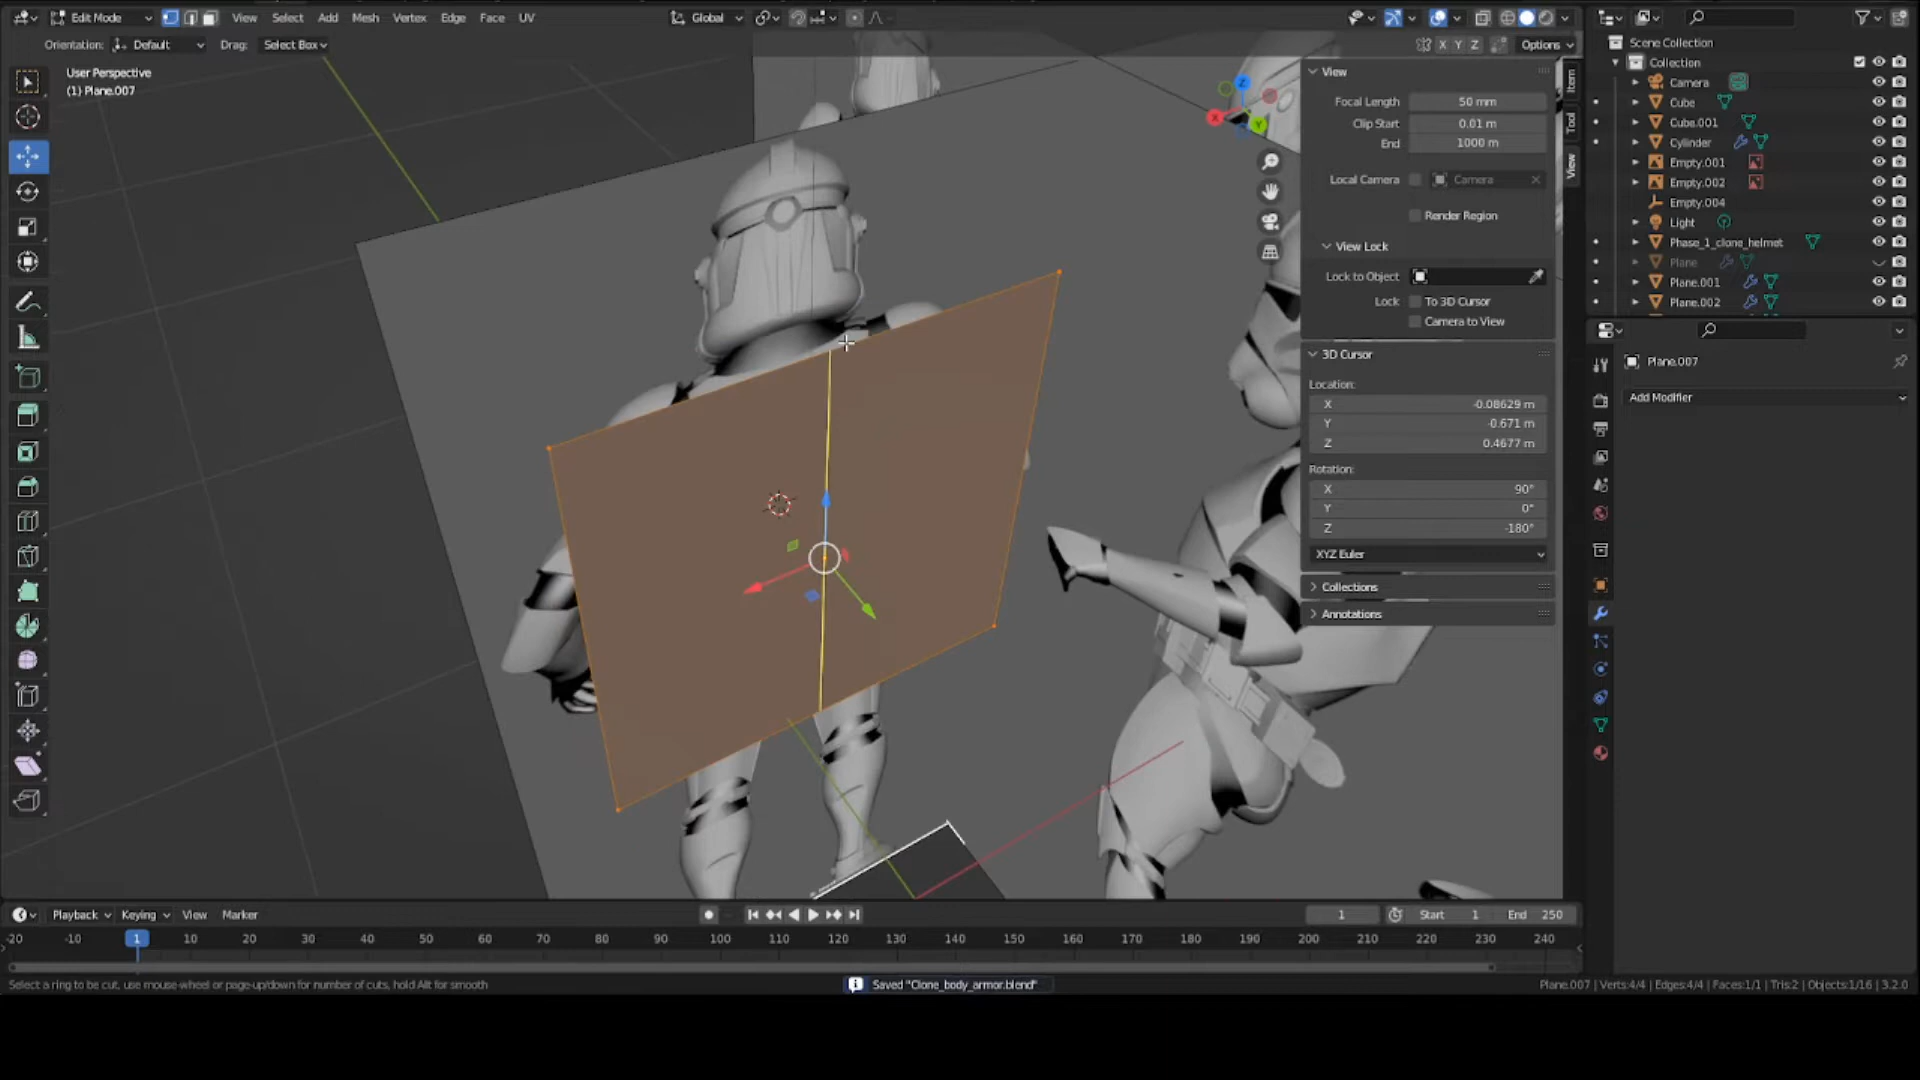 Edit Mode View Select Add Mesh Vertex Edge Face UV Global
Orientation: Default Drag: Select Box X Y Z Options
User Perspective
(1) Plane.007
Z
X
Y
View
Focal Length 50 mm
Clip Start 0.01 m
End 1000 m
Local Camera Camera
Render Region
View Lock
Lock to Object
Lock To 3D Cursor
Camera to View
3D Cursor
Location:
X -0.08629 m
Y -0.671 m
Z 0.4677 m
Rotation:
X 90°
Y 0°
Z -180°
XYZ Euler
Collections
Annotations
Item
Tool
View
Scene Collection
Collection
Camera
Cube
Cube.001
Cylinder
Empty.001
Empty.002
Empty.004
Light
Phase_1_clone_helmet
Plane
Plane.001
Plane.002
Plane.007
Add Modifier
Playback Keying View Marker 1 Start 1 End 250
-20 -10 1 10 20 30 40 50 60 70 80 90 100 110 120 130 140 150 160 170 180 190 200 210 220 230 240
Select a ring to be cut, use mouse-wheel or page-up/down for number of cuts, hold Alt for smooth Saved "Clone_body_armor.blend" Plane.007 | Verts:4/4 | Edges:4/4 | Faces:1/1 | Tris:2 | Objects:1/16 | 3.2.0